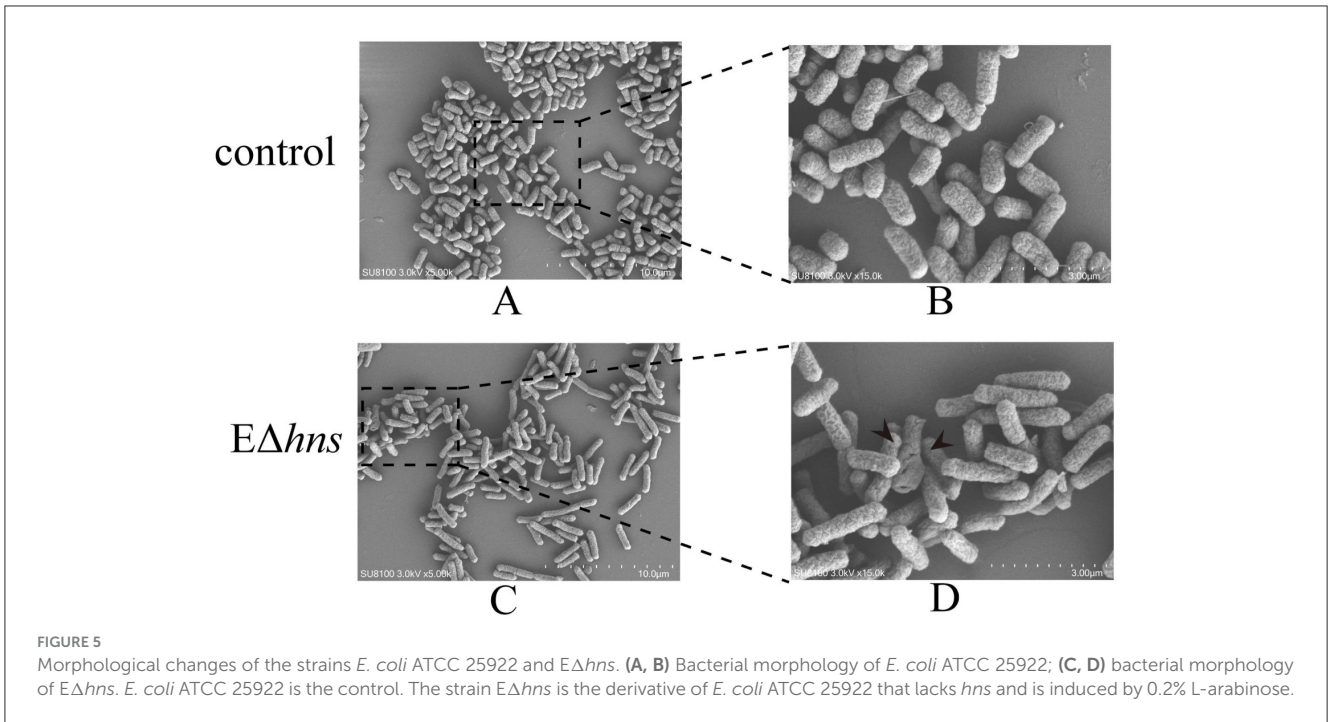 control
SU8100 3.0kV x5.00k 10.0µm
SU8100 3.0kV x15.0k 3.00µm
A
B
EΔhns
SU8100 3.0kV x5.00k 10.0µm
SU8100 3.0kV x15.0k 3.00µm
C
D
FIGURE 5
Morphological changes of the strains E. coli ATCC 25922 and EΔhns. (A, B) Bacterial morphology of E. coli ATCC 25922; (C, D) bacterial morphology
of EΔhns. E. coli ATCC 25922 is the control. The strain EΔhns is the derivative of E. coli ATCC 25922 that lacks hns and is induced by 0.2% L-arabinose.